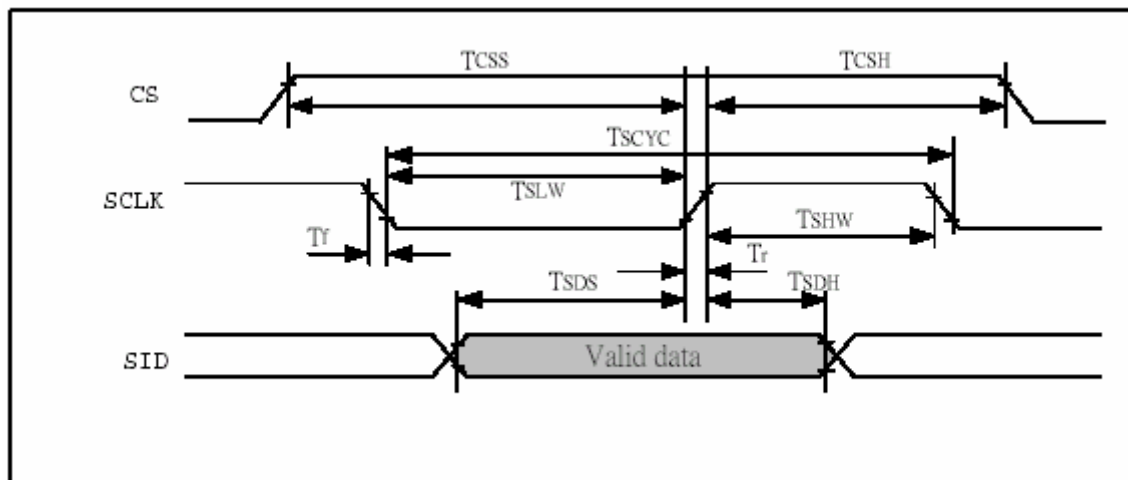 TCSS
TCSH
CS
TSCYC
TSLW
SCLK
TSHW
Tf
Tr
TSDS
TSDH
SID
Valid data